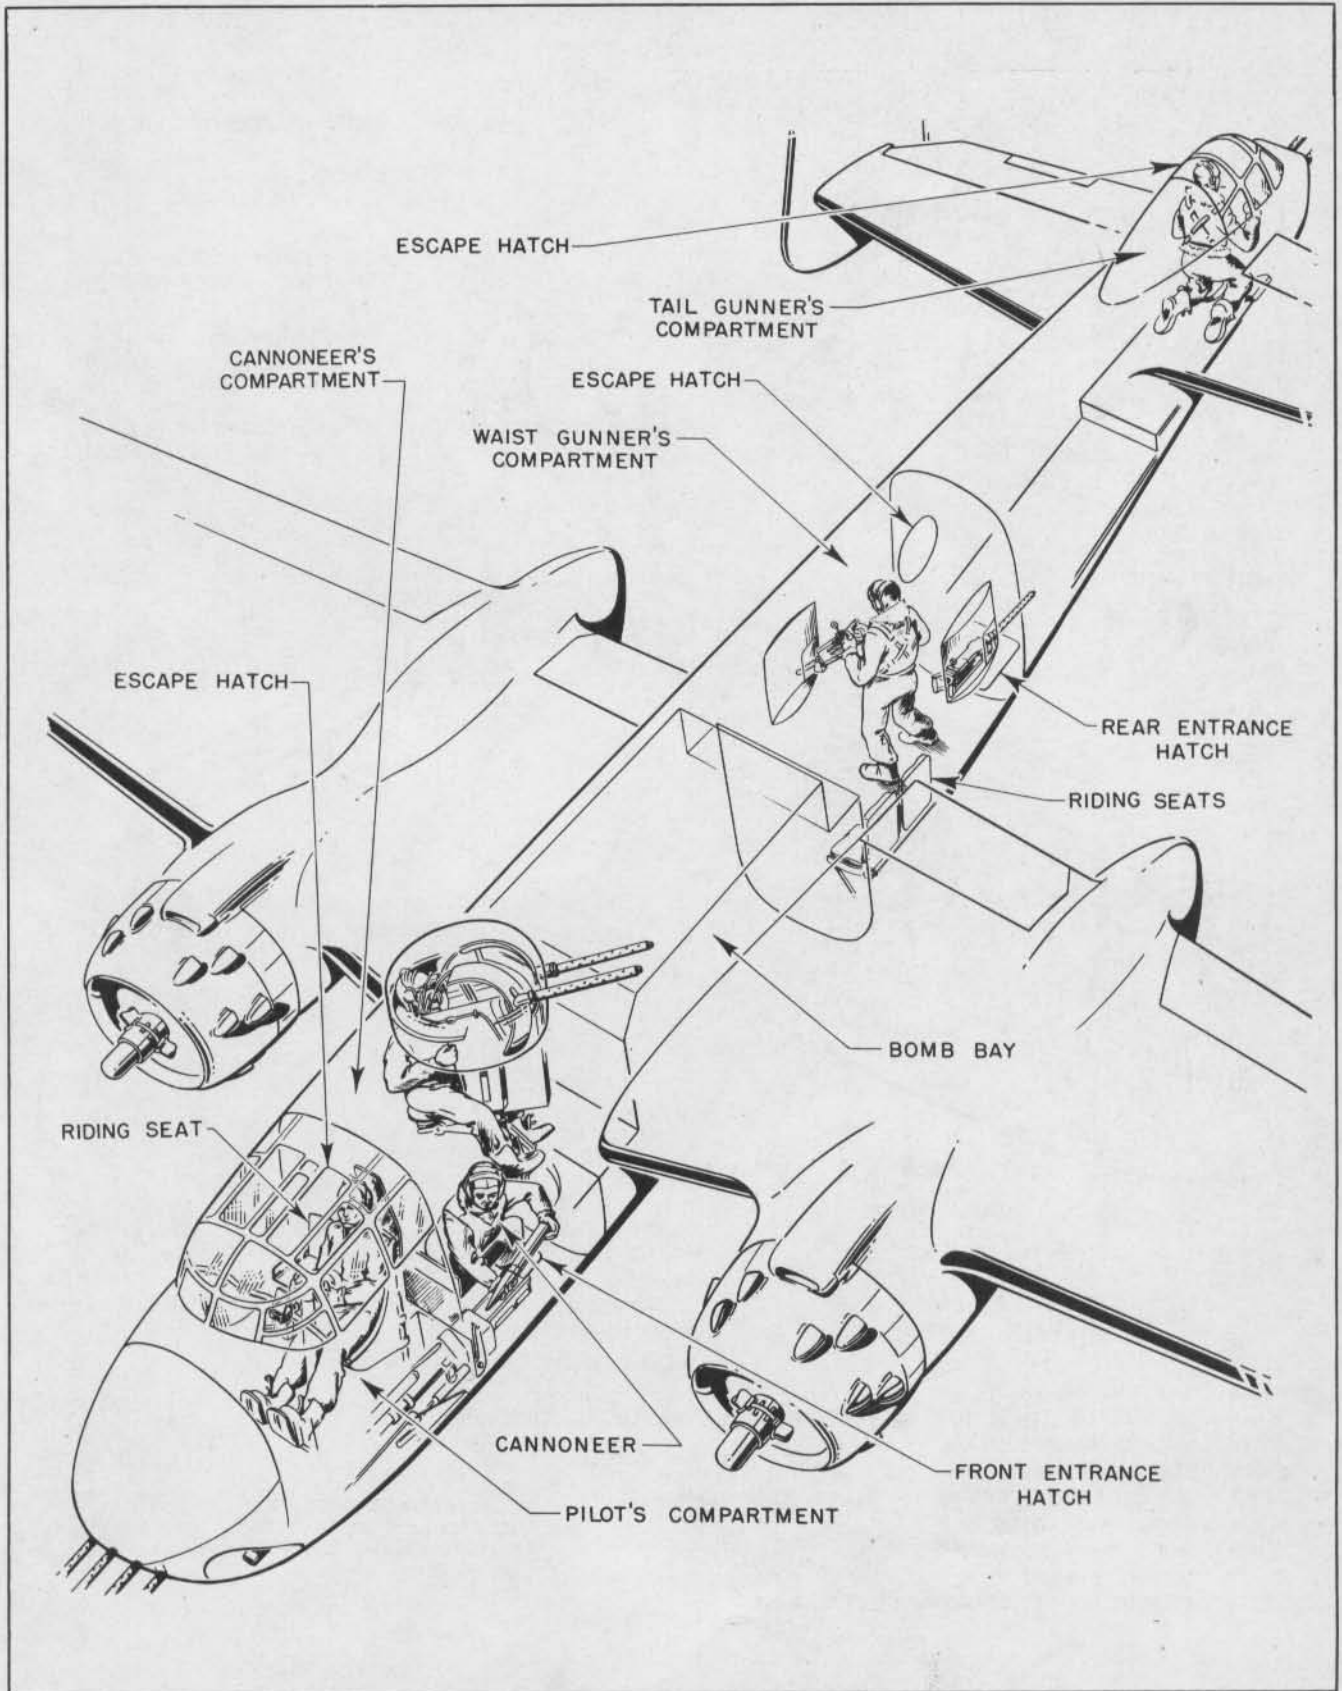 ESCAPE HATCH
TAIL GUNNER'S
COMPARTMENT
CANNONEER'S
COMPARTMENT
ESCAPE HATCH
WAIST GUNNER'S
COMPARTMENT
ESCAPE HATCH
REAR ENTRANCE
HATCH
RIDING SEATS
BOMB BAY
RIDING SEAT
CANNONEER
FRONT ENTRANCE
HATCH
PILOT'S COMPARTMENT